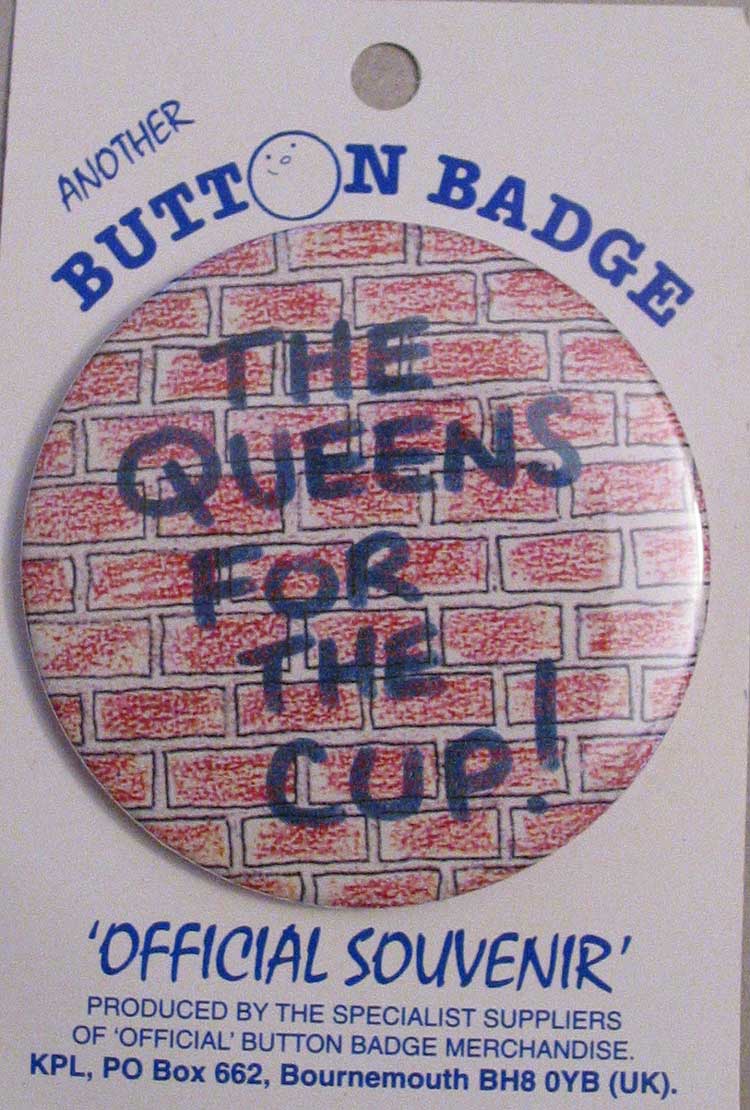 ANOTHER
BUTTON BADGE
THE
QUEENS
FOR
THE
CUP!
'OFFICIAL SOUVENIR'
PRODUCED BY THE SPECIALIST SUPPLIERS
OF 'OFFICIAL' BUTTON BADGE MERCHANDISE.
KPL, PO Box 662, Bournemouth BH8 0YB (UK).